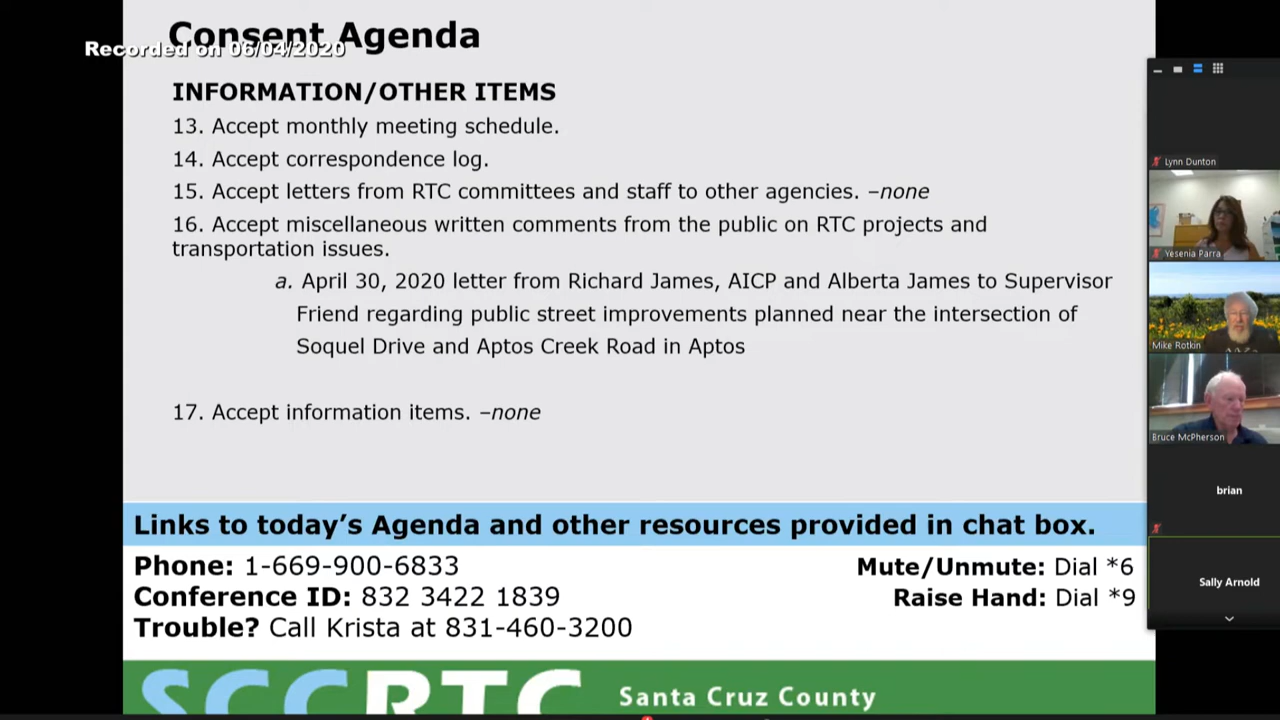 Consent Agenda
Recorded on 06/04/2020
INFORMATION/OTHER ITEMS
13. Accept monthly meeting schedule.
14. Accept correspondence log.
15. Accept letters from RTC committees and staff to other agencies. –none
16. Accept miscellaneous written comments from the public on RTC projects and
transportation issues.
a. April 30, 2020 letter from Richard James, AICP and Alberta James to Supervisor
Friend regarding public street improvements planned near the intersection of
Soquel Drive and Aptos Creek Road in Aptos
17. Accept information items. –none
Links to today’s Agenda and other resources provided in chat box.
Phone: 1-669-900-6833
Conference ID: 832 3422 1839
Trouble? Call Krista at 831-460-3200
Mute/Unmute: Dial *6
Raise Hand: Dial *9
SCCRTC
Santa Cruz County
Lynn Dunton
Yesenia Parra
Mike Rotkin
Bruce McPherson
brian
Sally Arnold